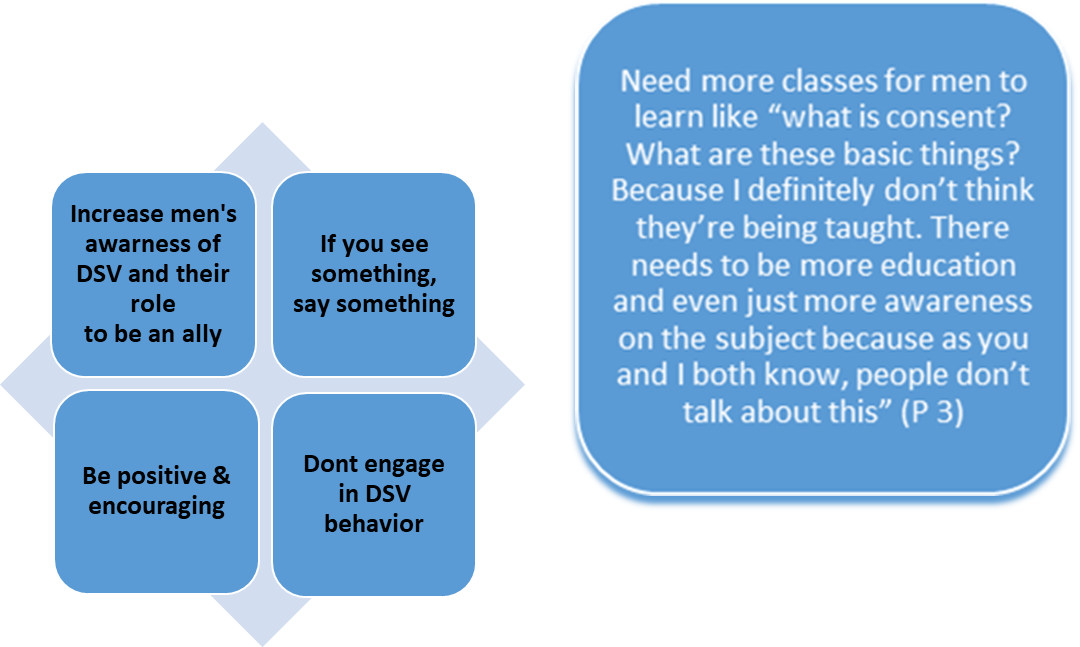 Increase men's
awarness of
DSV and their
role
to be an ally
If you see
something,
say something
Be positive &
encouraging
Dont engage
in DSV
behavior
Need more classes for men to
learn like “what is consent?
What are these basic things?
Because I definitely don’t think
they’re being taught. There
needs to be more education
and even just more awareness
on the subject because as you
and I both know, people don’t
talk about this” (P 3)